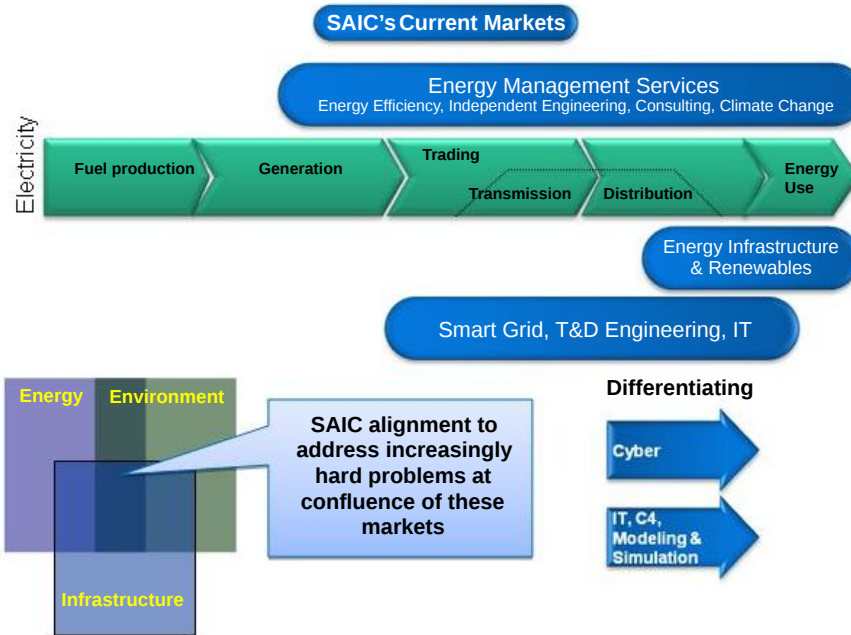 SAIC's Current Markets
Energy Management Services
Energy Efficiency, Independent Engineering, Consulting, Climate Change
Electricity
Fuel production
Generation
Trading
Transmission
Distribution
Energy
Use
Energy Infrastructure
& Renewables
Smart Grid, T&D Engineering, IT
Energy
Environment
Infrastructure
SAIC alignment to
address increasingly
hard problems at
confluence of these
markets
Differentiating
Cyber
IT, C4,
Modeling &
Simulation